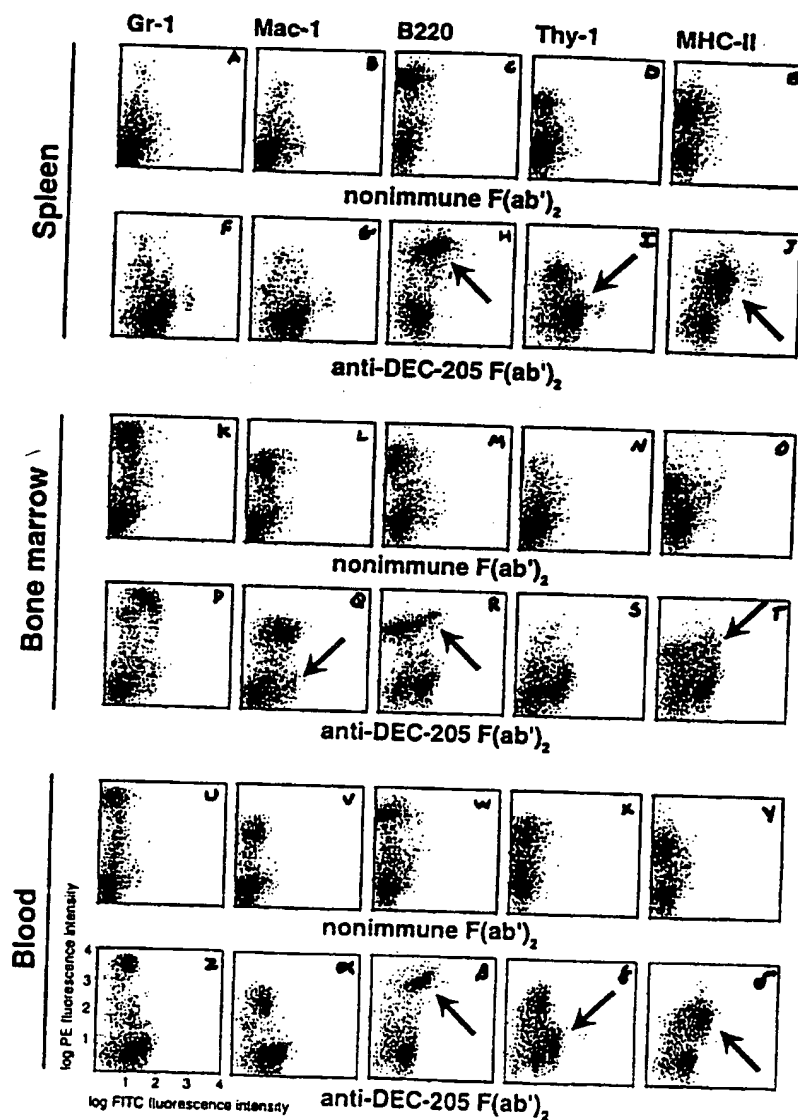 Gr-1 Mac-1 B220 Thy-1 MHC-II
Spleen
A B C D E
nonimmune F(ab')₂
F G H I J
anti-DEC-205 F(ab')₂
Bone marrow
K L M N O
nonimmune F(ab')₂
P Q R S T
anti-DEC-205 F(ab')₂
Blood
U V W X Y
nonimmune F(ab')₂
log PE (fluorescence intensity
4
3
2
1
Z α β δ
1 2 3 4
log FITC (fluorescence intensity
anti-DEC-205 F(ab')₂